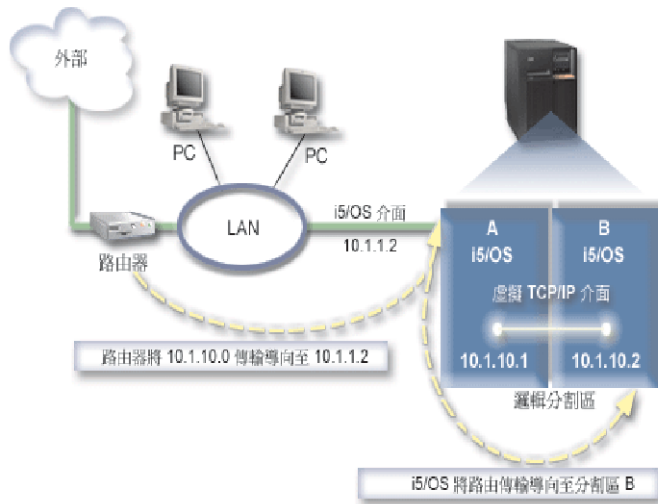 外部
PC
PC
LAN
i5/OS 介面
10.1.1.2
路由器
A
i5/OS
B
i5/OS
虛擬 TCP/IP 介面
10.1.10.1
10.1.10.2
邏輯分割區
路由器將 10.1.10.0 傳輸導向至 10.1.1.2
i5/OS 將路由傳輸導向至分割區 B